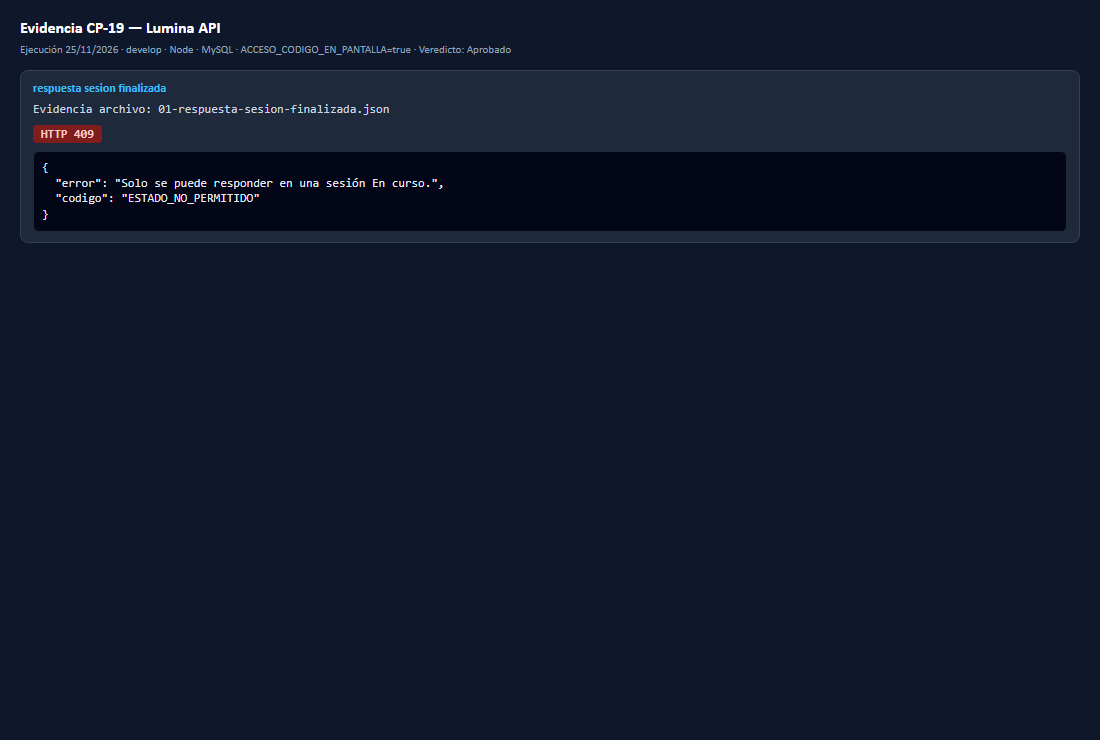 Evidencia CP-19 — Lumina API
Ejecución 25/11/2026 · develop · Node · MySQL · ACCESO_CODIGO_EN_PANTALLA=true · Veredicto: Aprobado
respuesta sesion finalizada
Evidencia archivo: 01-respuesta-sesion-finalizada.json
HTTP 409
{
  "error": "Solo se puede responder en una sesión En curso.",
  "codigo": "ESTADO_NO_PERMITIDO"
}